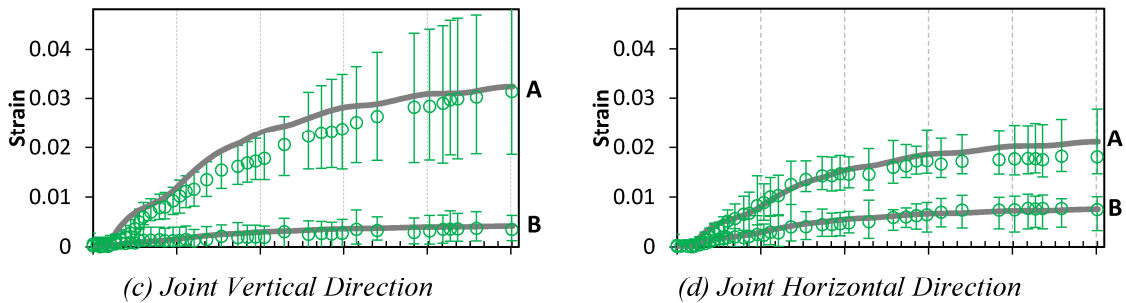 Strain
0.04
0.03
0.02
0.01
0
A
B
(c) Joint Vertical Direction
Strain
0.04
0.03
0.02
0.01
0
A
B
(d) Joint Horizontal Direction